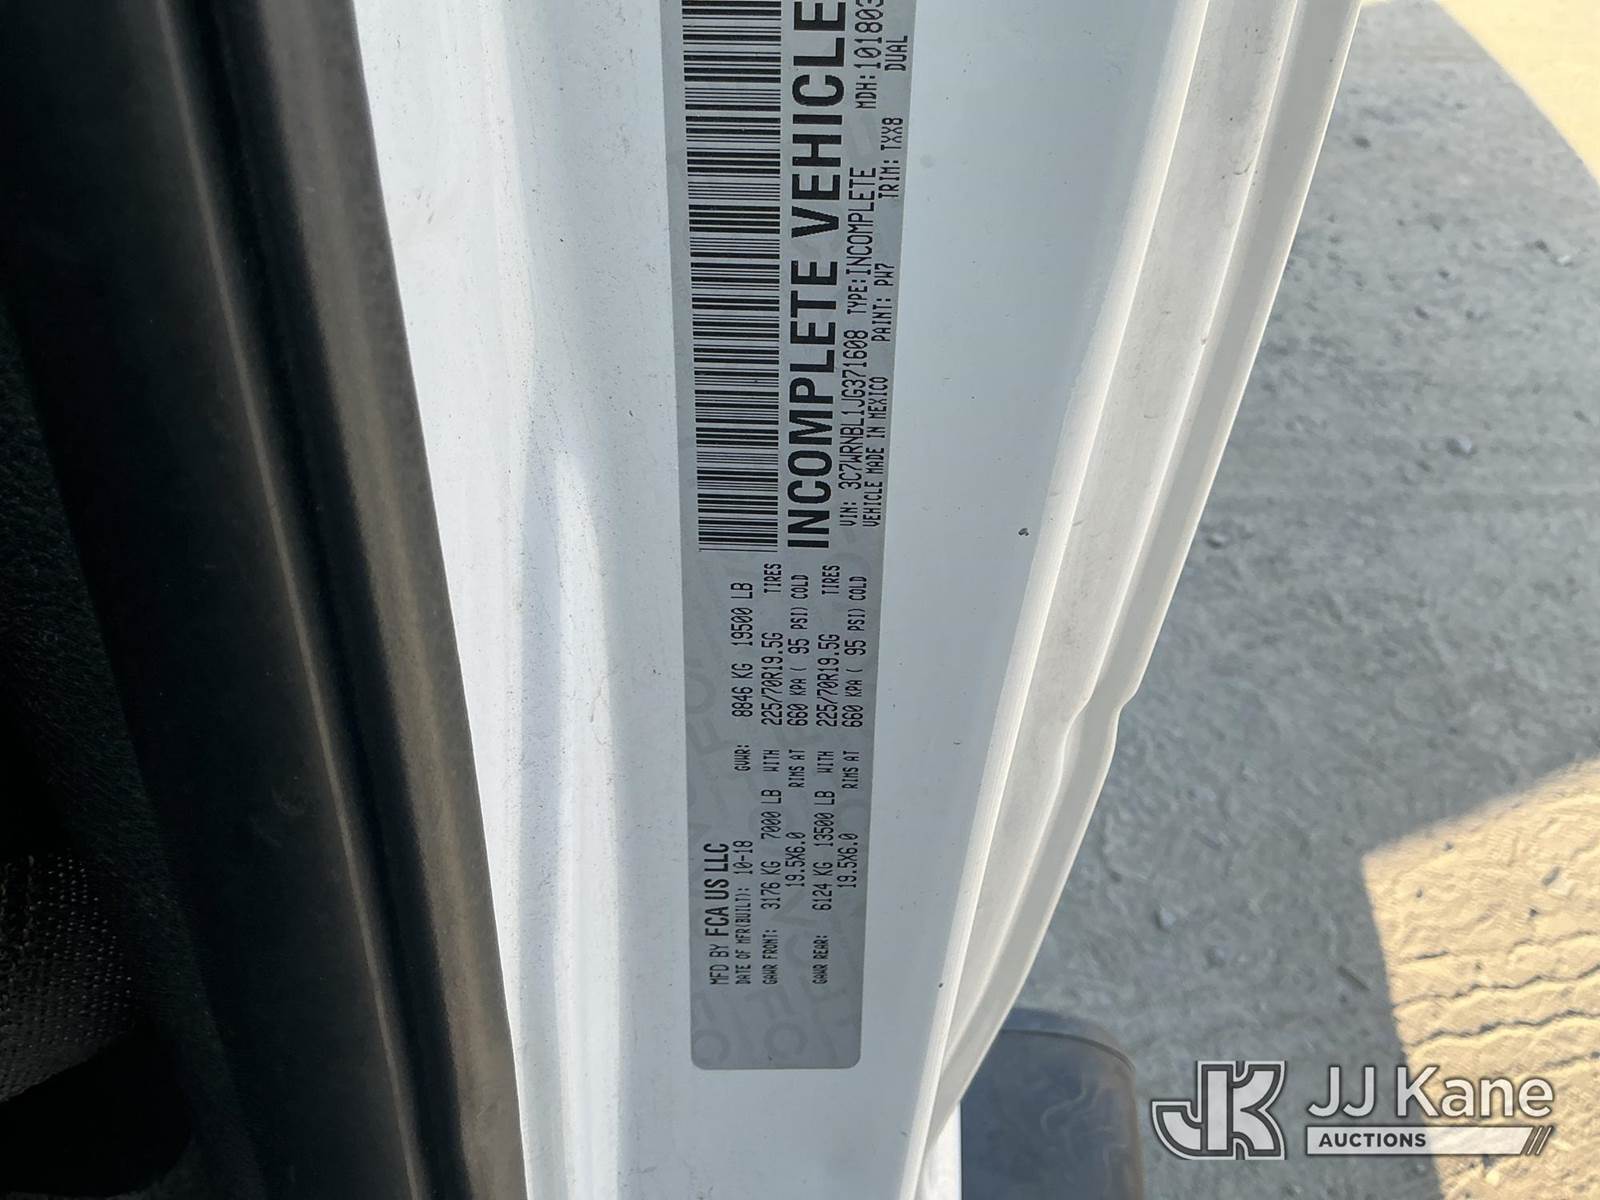 MFD BY FCA US LLC
DATE OF MFR(BUILT): 10-18 GVWR: 8846 KG 19500 LB
GAWR FRONT: 3176 KG 7000 LB WITH 225/70R19.5G TIRES
19.5X6.0 RIMS AT 660 KPA ( 95 PSI) COLD
GAWR REAR: 6124 KG 13500 LB WITH 225/70R19.5G TIRES
19.5X6.0 RIMS AT 660 KPA ( 95 PSI) COLD
INCOMPLETE VEHICLE
VIN: 3C7WRNBL1JG371608 TYPE:INCOMPLETE MDH:101803
VEHICLE MADE IN MEXICO PAINT: PW7 TRIM: TXX8 DUAL
JK JJ Kane
AUCTIONS